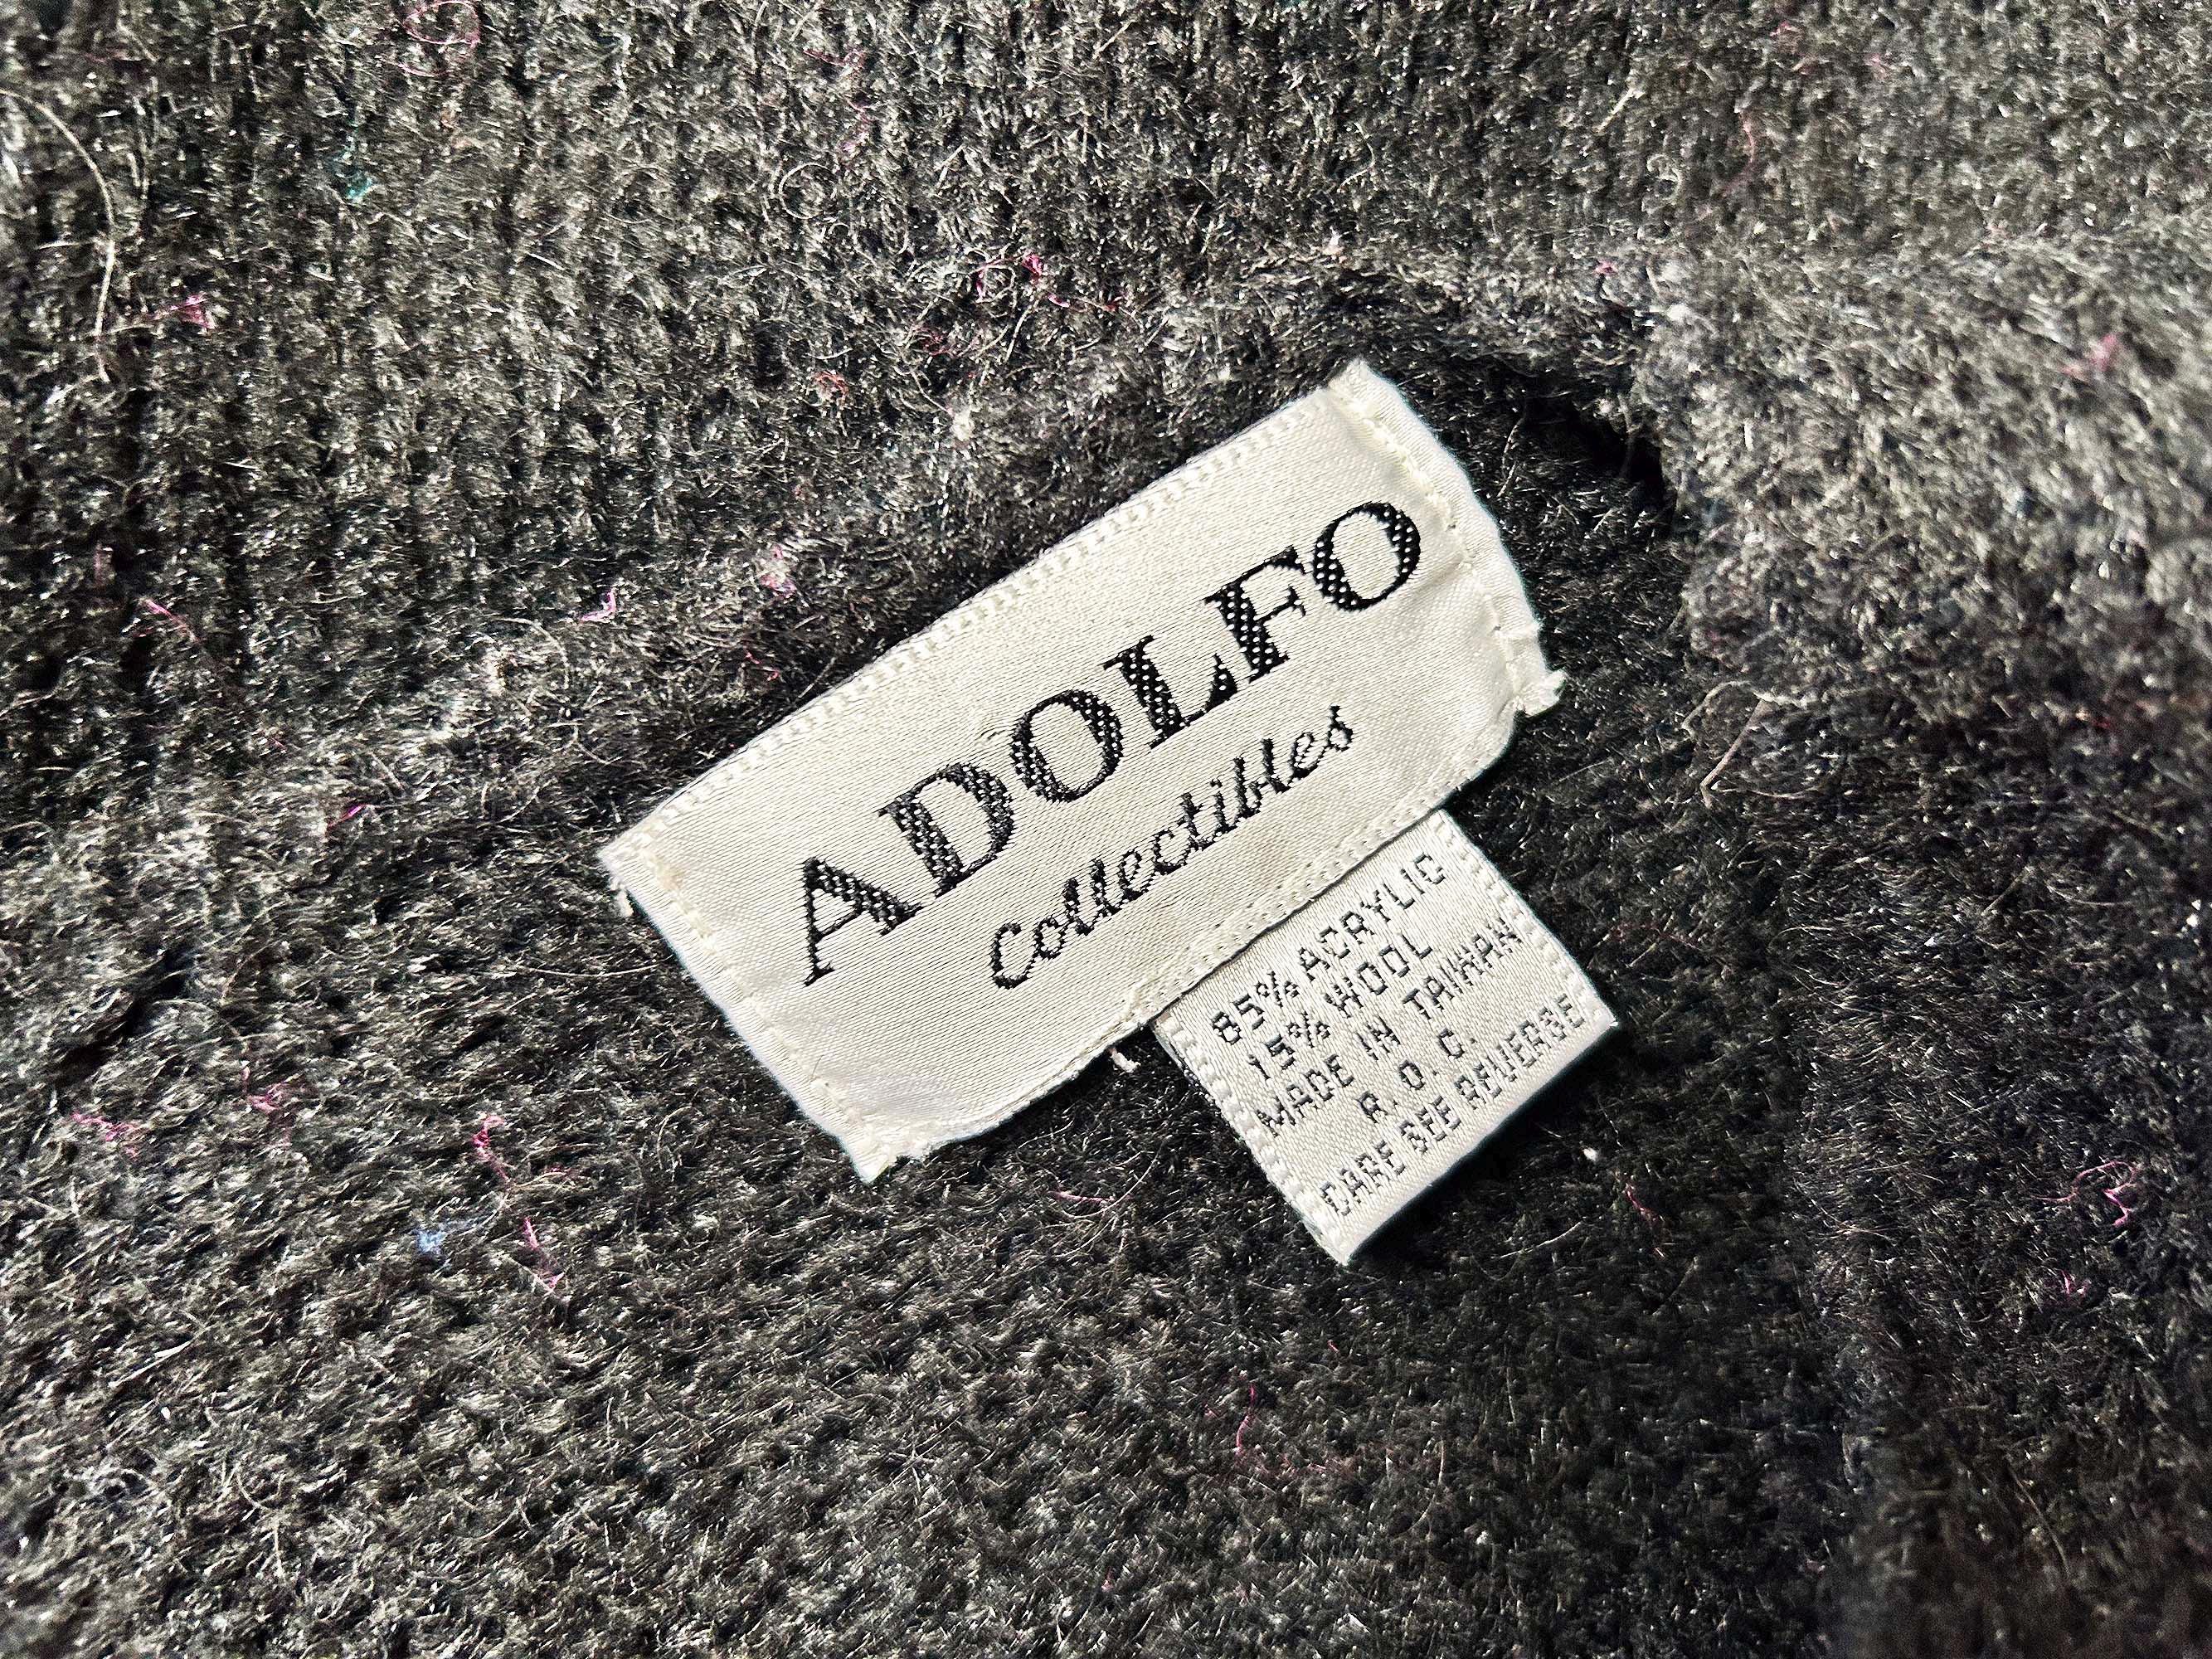 ADOLFO
collectibles
85% ACRYLIC
15% WOOL
MADE IN TAIWAN
R. O. C.
CARE SEE REVERSE